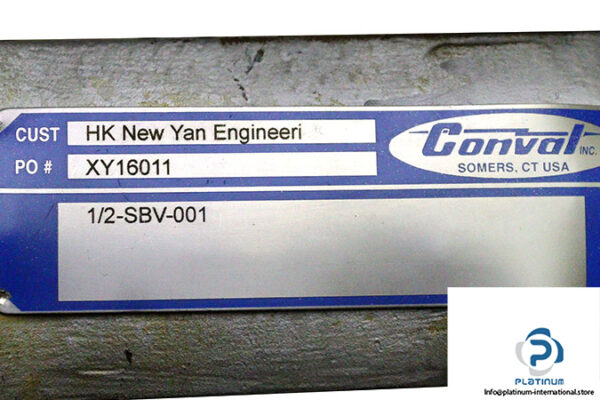 CUST HK New Yan Engineeri
PO # XY16011
Conval INC.
SOMERS, CT USA
1/2-SBV-001
PLATINUM
Info@platinum-international.store